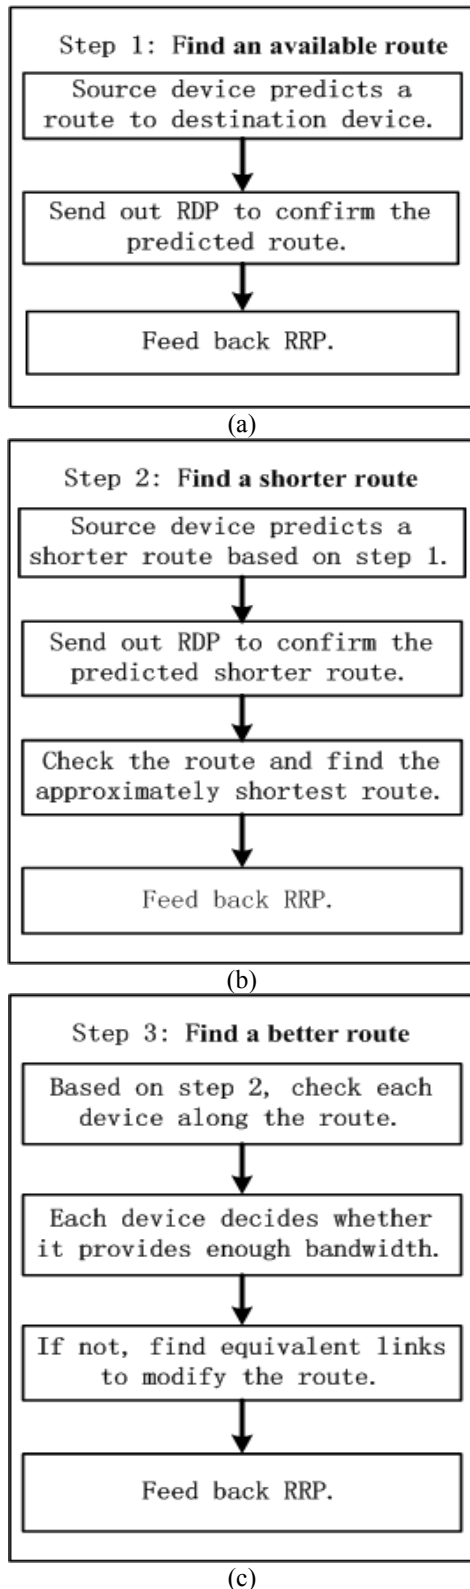 Step 1: Find an available route
Source device predicts a
route to destination device.
Send out RDP to confirm the
predicted route.
Feed back RRP.
(a)
Step 2: Find a shorter route
Source device predicts a
shorter route based on step 1.
Send out RDP to confirm the
predicted shorter route.
Check the route and find the
approximately shortest route.
Feed back RRP.
(b)
Step 3: Find a better route
Based on step 2, check each
device along the route.
Each device decides whether
it provides enough bandwidth.
If not, find equivalent links
to modify the route.
Feed back RRP.
(c)